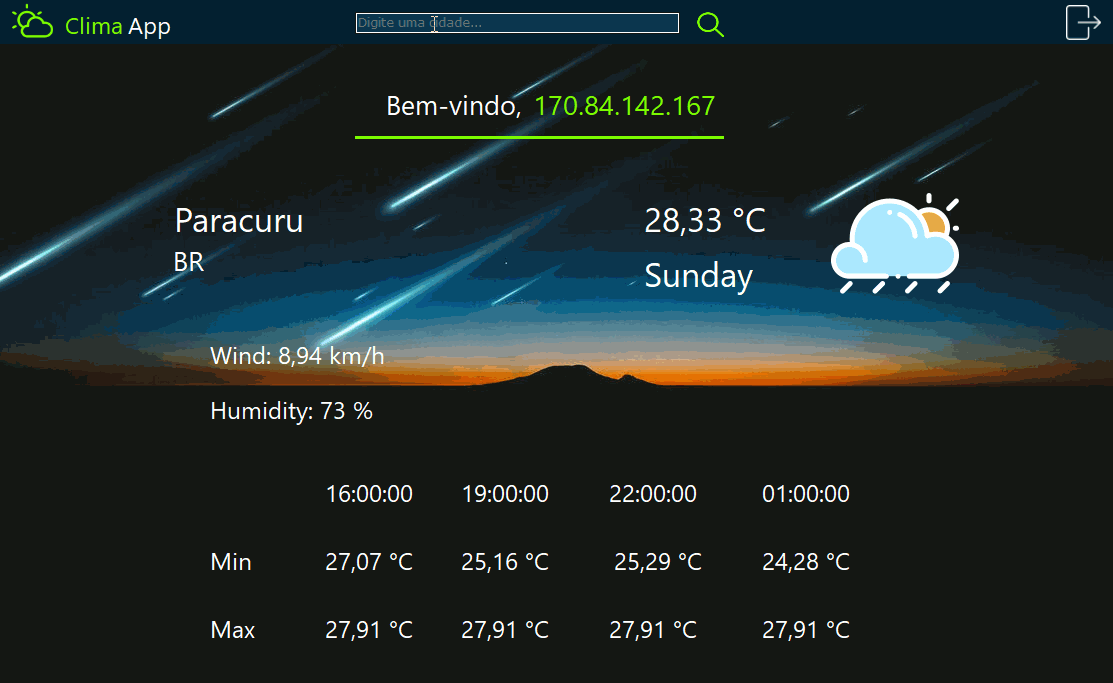 Clima App
Digite uma cidade...
Bem-vindo, 170.84.142.167
Paracuru
BR
28,33 °C
Sunday
Wind: 8,94 km/h
Humidity: 73 %
16:00:00 19:00:00 22:00:00 01:00:00
Min 27,07 °C 25,16 °C 25,29 °C 24,28 °C
Max 27,91 °C 27,91 °C 27,91 °C 27,91 °C